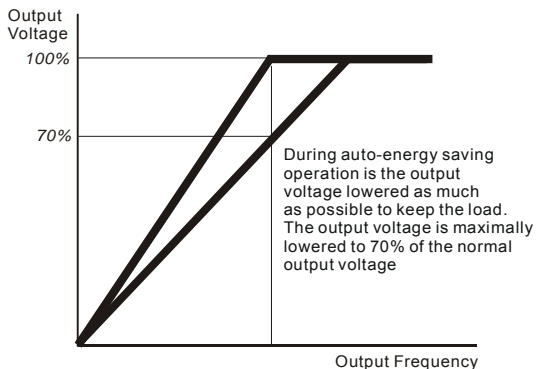 Output
Voltage
100%
70%
During auto-energy saving
operation is the output
voltage lowered as much
as possible to keep the load.
The output voltage is maximally
lowered to 70% of the normal
output voltage
Output Frequency